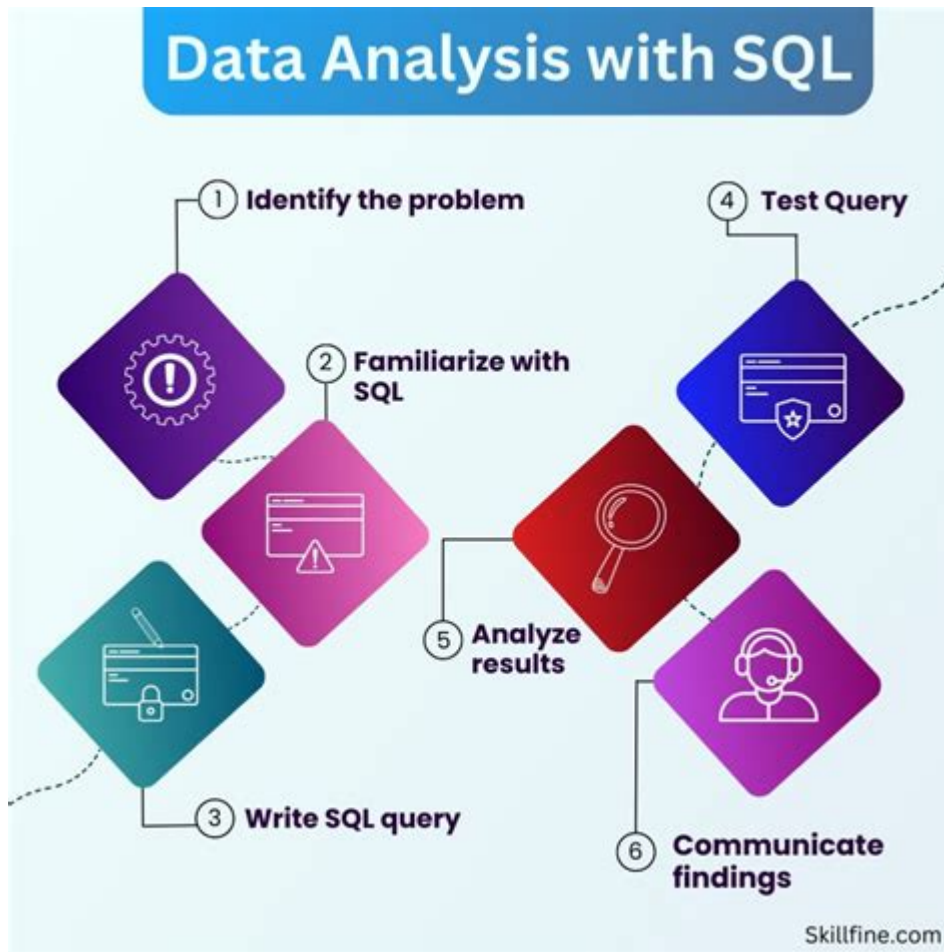 Data Analysis with SQL
1 Identify the problem
2 Familiarize with
SQL
3 Write SQL query
4 Test Query
5 Analyze
results
6 Communicate
findings
Skillfine.com